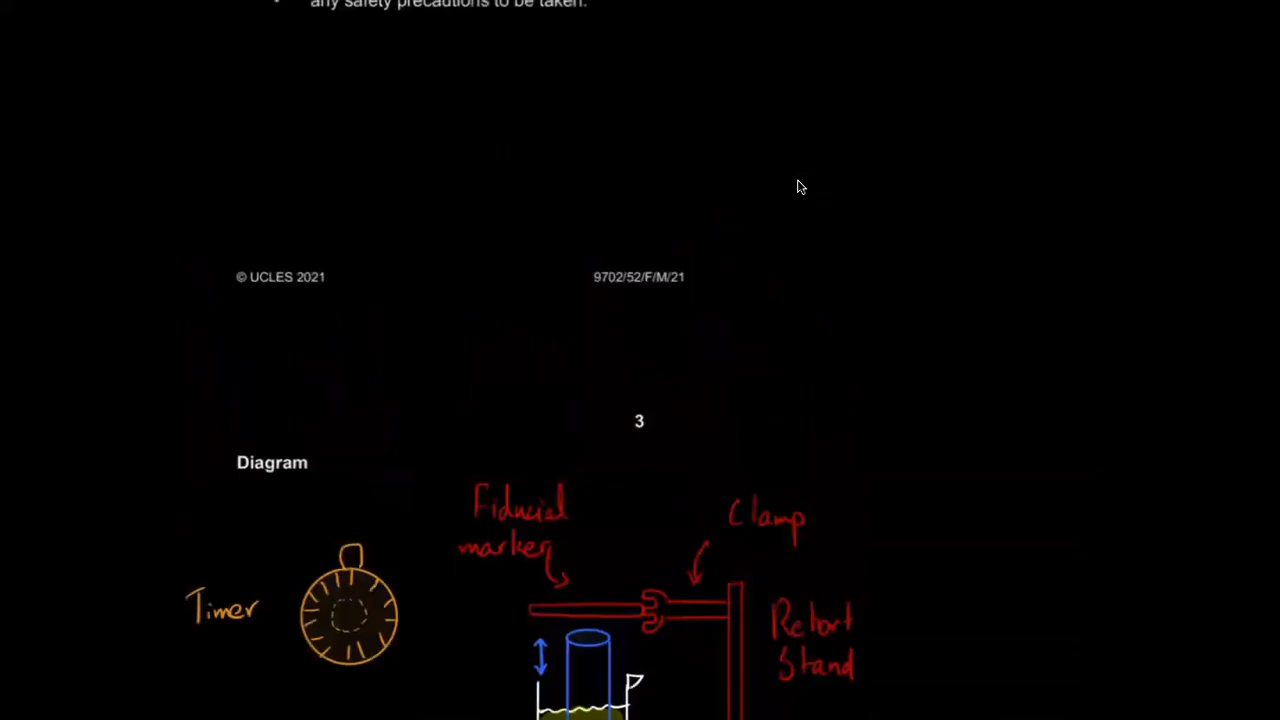 any safety precautions to be taken.
© UCLES 2021
9702/52/F/M/21
3
Diagram
Fiducial
marker
Clamp
Timer
Retort
Stand